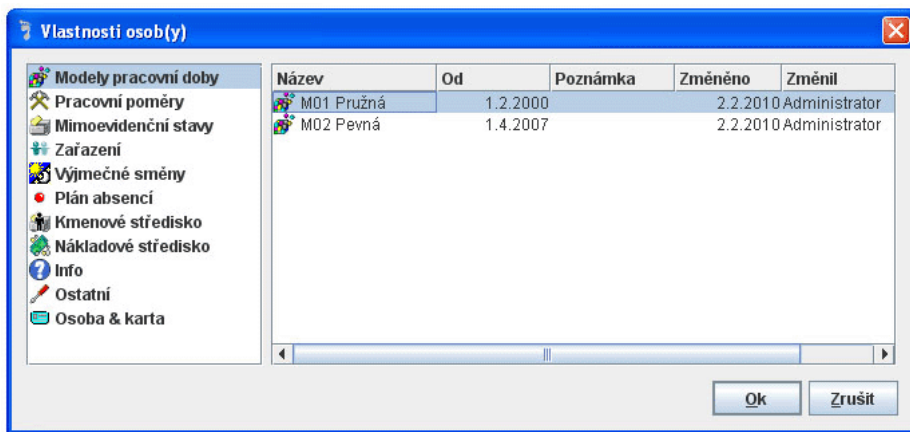 Vlastnosti osob(y)
Modely pracovní doby
Pracovní poměry
Mimoevidenční stavy
Zařazení
Výjmečné směny
Plán absencí
Kmenové středisko
Nákladové středisko
Info
Ostatní
Osoba & karta
Název Od Poznámka Změněno Změnil
M01 Pružná 1.2.2000 2.2.2010 Administrator
M02 Pevná 1.4.2007 2.2.2010 Administrator
Ok Zrušit